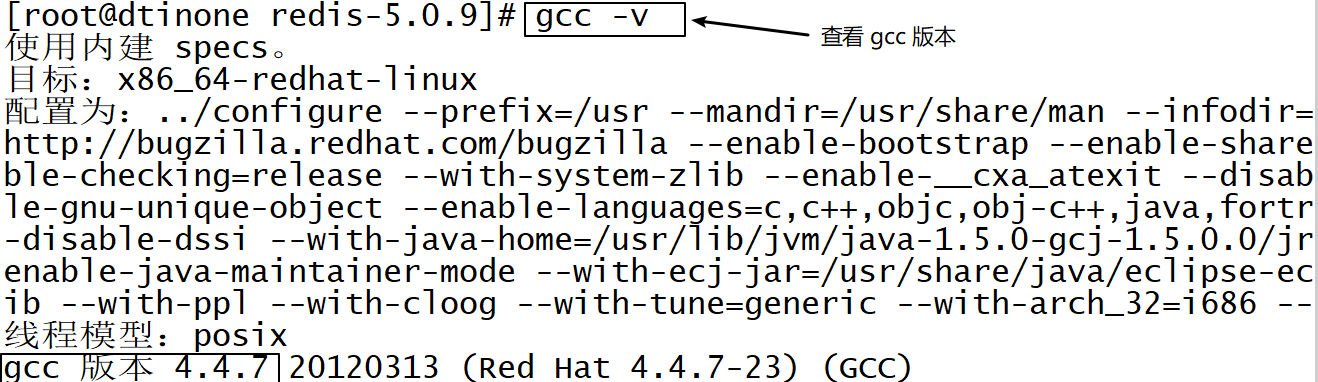 [root@dtinone redis-5.0.9]# gcc -v
查看 gcc 版本
使用内建 specs。
目标：x86_64-redhat-linux
配置为：../configure --prefix=/usr --mandir=/usr/share/man --infodir=
http://bugzilla.redhat.com/bugzilla --enable-bootstrap --enable-share
ble-checking=release --with-system-zlib --enable-__cxa_atexit --disab
le-gnu-unique-object --enable-languages=c,c++,objc,obj-c++,java,fortr
-disable-dssi --with-java-home=/usr/lib/jvm/java-1.5.0-gcj-1.5.0.0/jr
enable-java-maintainer-mode --with-ecj-jar=/usr/share/java/eclipse-ec
ib --with-ppl --with-cloog --with-tune=generic --with-arch_32=i686 --
线程模型：posix
gcc 版本 4.4.7 20120313 (Red Hat 4.4.7-23) (GCC)